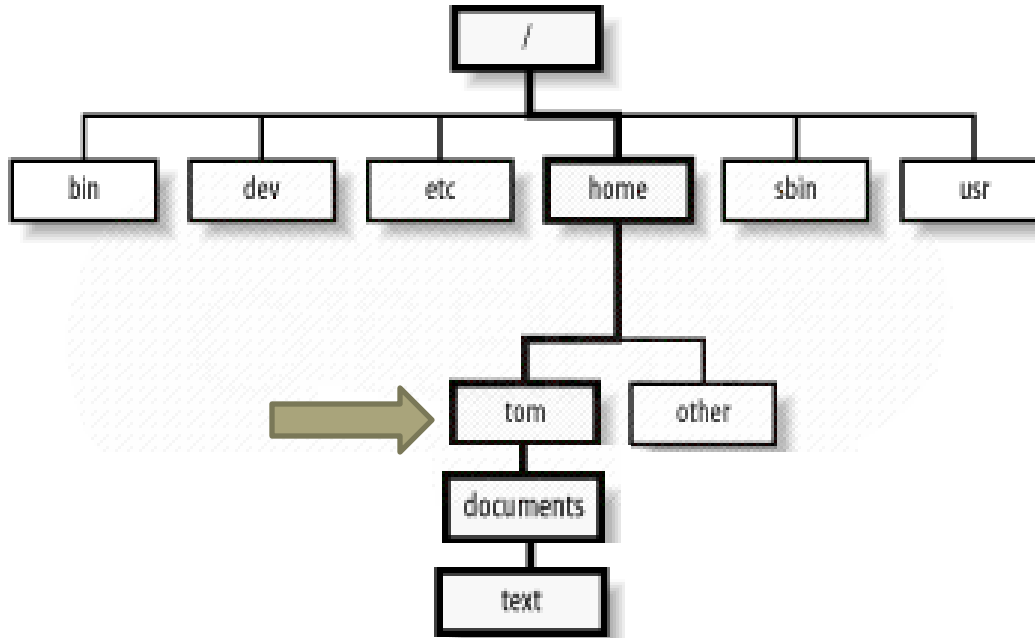 /
bin dev etc home sbin usr
tom other
documents
text